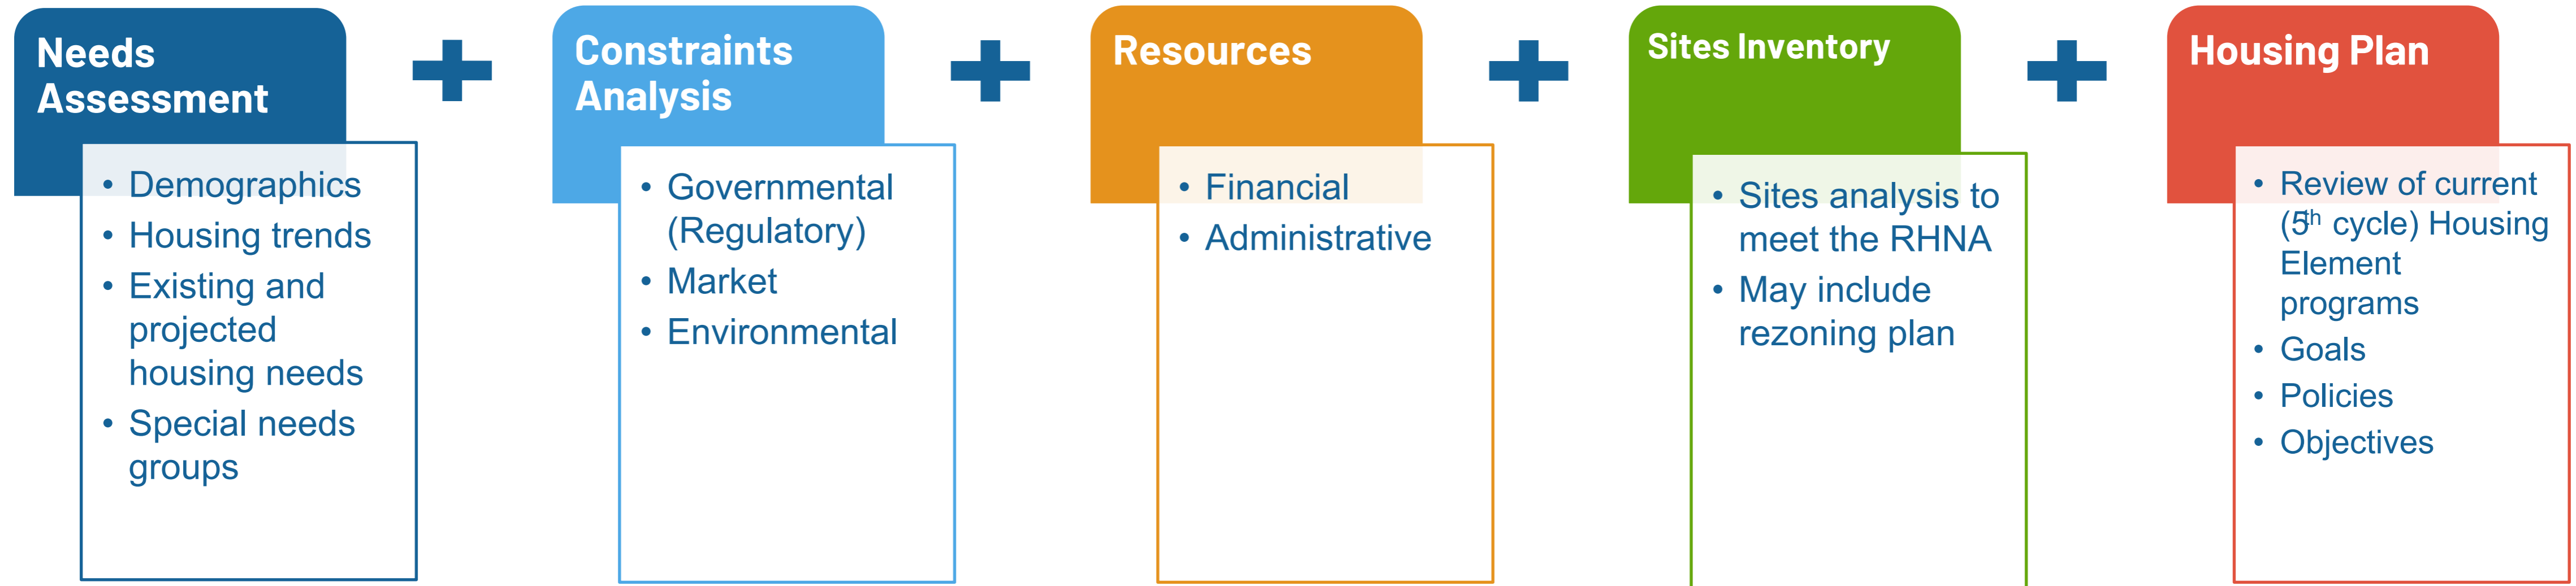 Needs
Assessment
• Demographics
• Housing trends
• Existing and
projected
housing needs
• Special needs
groups
Constraints
Analysis
• Governmental
(Regulatory)
• Market
• Environmental
Resources
• Financial
• Administrative
Sites Inventory
• Sites analysis to
meet the RHNA
• May include
rezoning plan
Housing Plan
• Review of current
(5th cycle) Housing
Element
programs
• Goals
• Policies
• Objectives